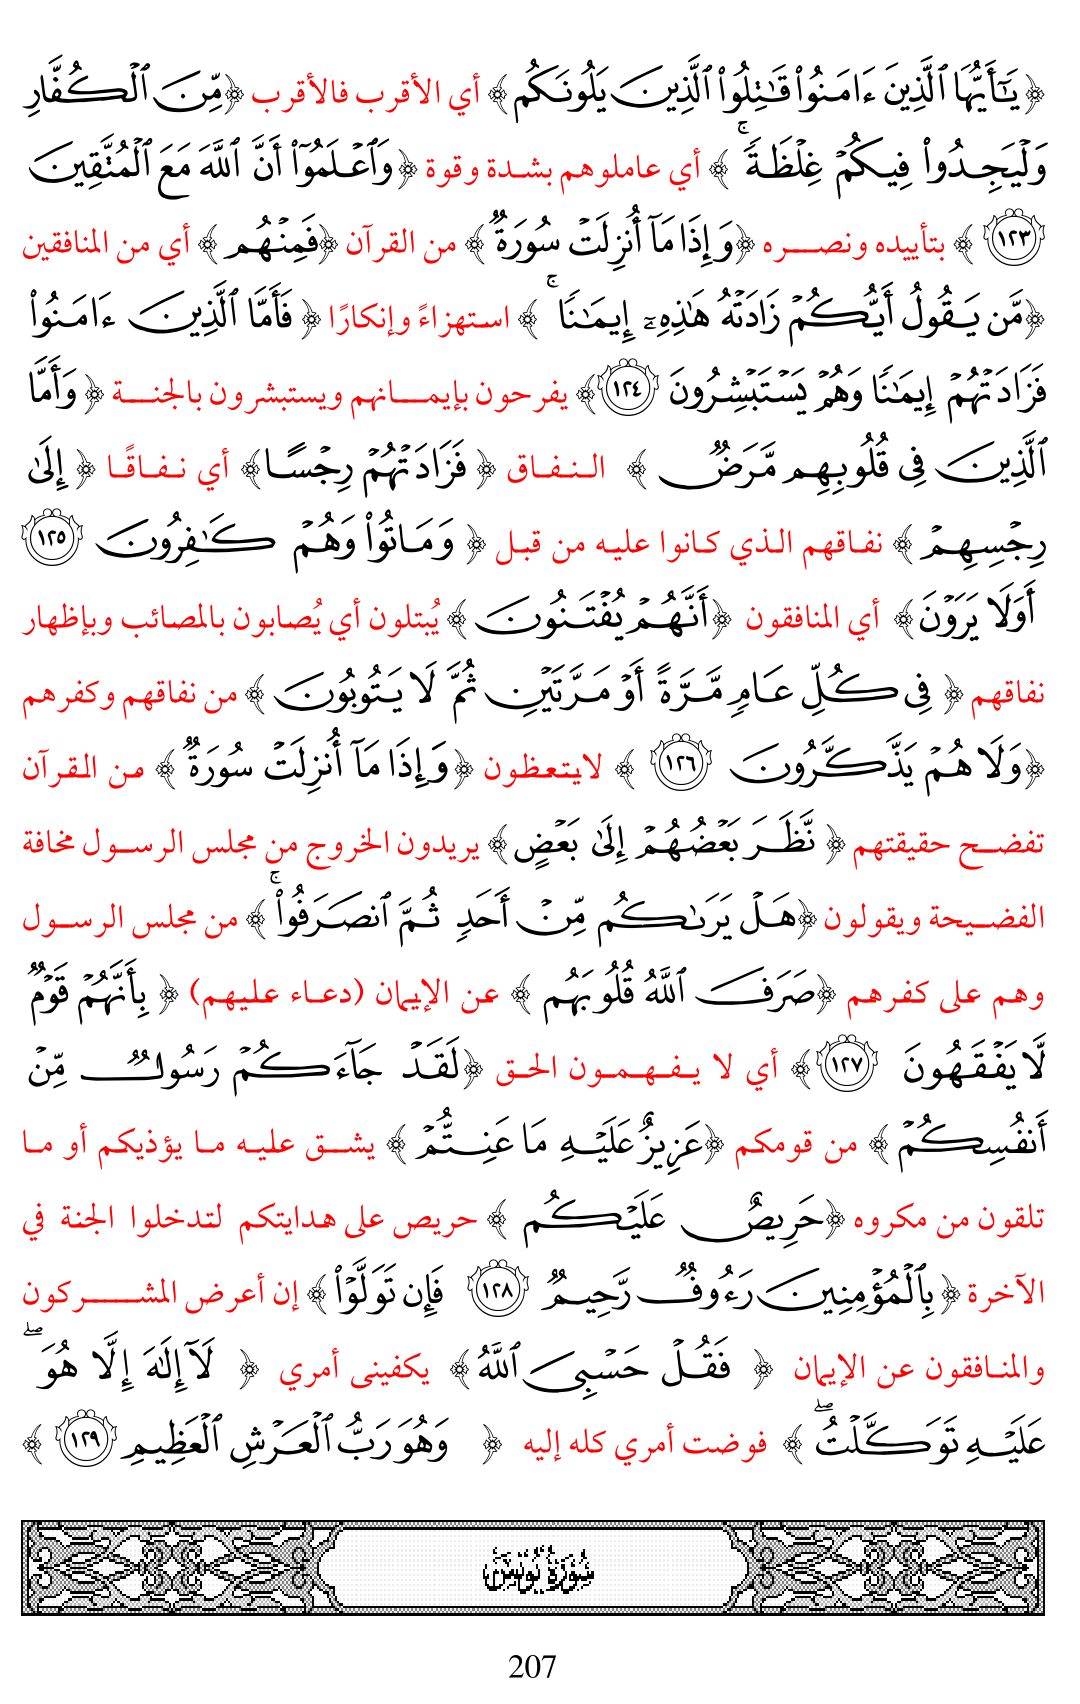 ﴿يَـٰٓأَيُّهَا ٱلَّذِينَ ءَامَنُوا۟ قَـٰتِلُوا۟ ٱلَّذِينَ يَلُونَكُم﴾ أي الأقرب فالأقرب ﴿مِّنَ ٱلْكُفَّارِ
وَلْيَجِدُوا۟ فِيكُمْ غِلْظَةًۚ﴾ أي عاملوهم بشدة وقوة ﴿وَٱعْلَمُوٓا۟ أَنَّ ٱللَّهَ مَعَ ٱلْمُتَّقِينَ
١٢٣﴾ بتأييده ونصره ﴿وَإِذَا مَآ أُنزِلَتْ سُورَةٌ﴾ من القرآن ﴿فَمِنْهُم﴾ أي من المنافقين
﴿مَّن يَقُولُ أَيُّكُمْ زَادَتْهُ هَـٰذِهِۦٓ إِيمَـٰنًاۚ﴾ استهزاءً وإنكارًا ﴿فَأَمَّا ٱلَّذِينَ ءَامَنُوا۟
فَزَادَتْهُمْ إِيمَـٰنًا وَهُمْ يَسْتَبْشِرُونَ ١٢٤﴾ يفرحون بإيمانهم ويستبشرون بالجنة ﴿وَأَمَّا
ٱلَّذِينَ فِى قُلُوبِهِم مَّرَضٌ﴾ النفاق ﴿فَزَادَتْهُمْ رِجْسًا﴾ أي نفاقًا ﴿إِلَىٰ
رِجْسِهِمْ﴾ نفاقهم الذي كانوا عليه من قبل ﴿وَمَاتُوا۟ وَهُمْ كَـٰفِرُونَ ١٢٥
أَوَلَا يَرَوْنَ﴾ أي المنافقون ﴿أَنَّهُمْ يُفْتَنُونَ﴾ يُبتلون أي يُصابون بالمصائب وبإظهار
نفاقهم ﴿فِى كُلِّ عَامٍ مَّرَّةً أَوْ مَرَّتَيْنِ ثُمَّ لَا يَتُوبُونَ﴾ من نفاقهم وكفرهم
﴿وَلَا هُمْ يَذَّكَّرُونَ ١٢٦﴾ لايتعظون ﴿وَإِذَا مَآ أُنزِلَتْ سُورَةٌ﴾ من القرآن
تفضح حقيقتهم ﴿نَّظَرَ بَعْضُهُمْ إِلَىٰ بَعْضٍ﴾ يريدون الخروج من مجلس الرسول مخافة
الفضيحة ويقولون ﴿هَلْ يَرَىٰكُم مِّنْ أَحَدٍ ثُمَّ ٱنصَرَفُوا۟ۚ﴾ من مجلس الرسول
وهم على كفرهم ﴿صَرَفَ ٱللَّهُ قُلُوبَهُم﴾ عن الإيمان (دعاء عليهم) ﴿بِأَنَّهُمْ قَوْمٌ
لَّا يَفْقَهُونَ ١٢٧﴾ أي لا يفهمون الحق ﴿لَقَدْ جَآءَكُمْ رَسُولٌ مِّنْ
أَنفُسِكُمْ﴾ من قومكم ﴿عَزِيزٌ عَلَيْهِ مَا عَنِتُّمْ﴾ يشق عليه ما يؤذيكم أو ما
تلقون من مكروه ﴿حَرِيصٌ عَلَيْكُم﴾ حريص على هدايتكم لتدخلوا الجنة في
الآخرة ﴿بِٱلْمُؤْمِنِينَ رَءُوفٌ رَّحِيمٌ ١٢٨ فَإِن تَوَلَّوْا۟﴾ إن أعرض المشركون
والمنافقون عن الإيمان ﴿فَقُلْ حَسْبِىَ ٱللَّهُ﴾ يكفينى أمري ﴿لَآ إِلَـٰهَ إِلَّا هُوَۖ
عَلَيْهِ تَوَكَّلْتُۖ﴾ فوضت أمري كله إليه ﴿وَهُوَ رَبُّ ٱلْعَرْشِ ٱلْعَظِيمِ ١٢٩﴾
سُورَةُ يُونُسَ
207